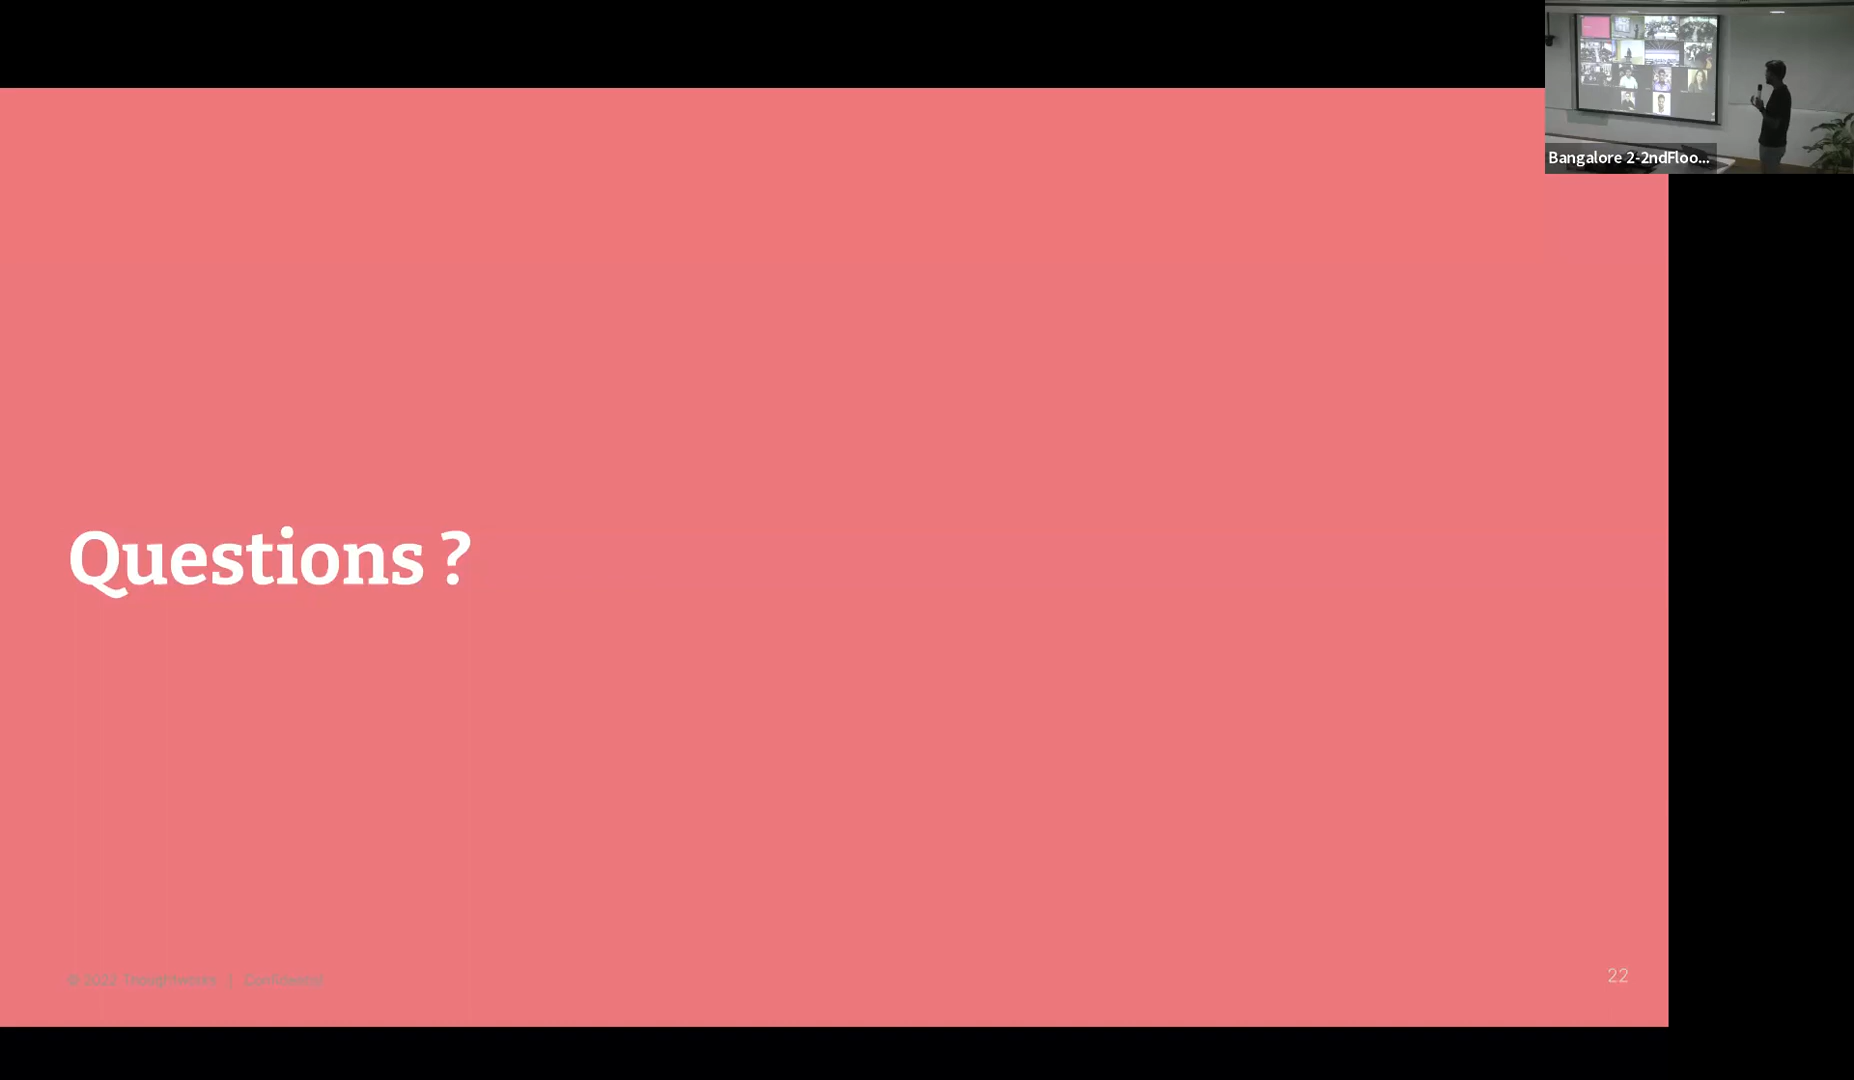 Bangalore 2-2ndFloo...
Questions ?
© 2022 Thoughtworks | Confidential
22